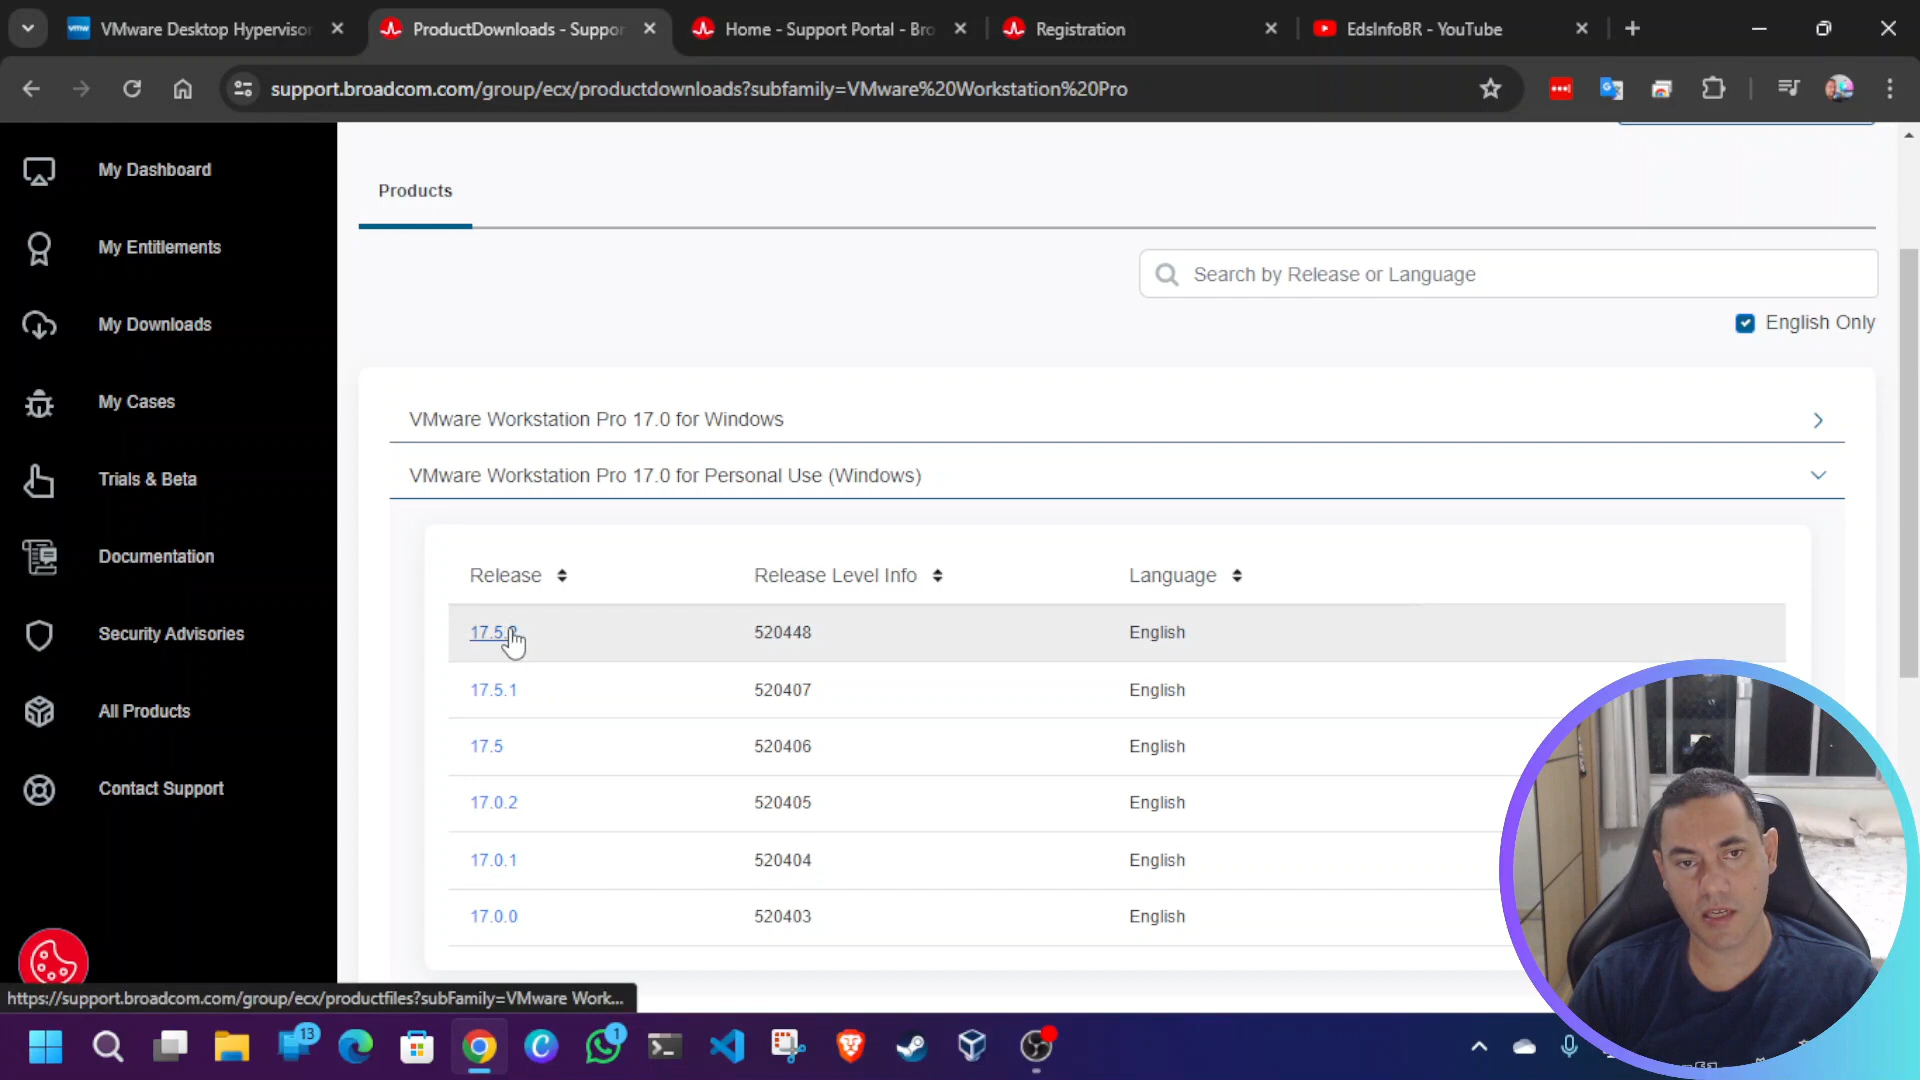 VMware Desktop Hypervisor
ProductDownloads - Suppor
Home - Support Portal - Bro
Registration
EdsInfoBR - YouTube
support.broadcom.com/group/ecx/productdownloads?subfamily=VMware%20Workstation%20Pro
My Dashboard
My Entitlements
My Downloads
My Cases
Trials & Beta
Documentation
Security Advisories
All Products
Contact Support
Products
Search by Release or Language
English Only
VMware Workstation Pro 17.0 for Windows
VMware Workstation Pro 17.0 for Personal Use (Windows)
Release Release Level Info Language
520448 English
17.5.1 520407 English
17.5 520406 English
17.0.2 520405 English
17.0.1 520404 English
17.0.0 520403 English
https://support.broadcom.com/group/ecx/productfiles?subFamily=VMware Work...
13
1